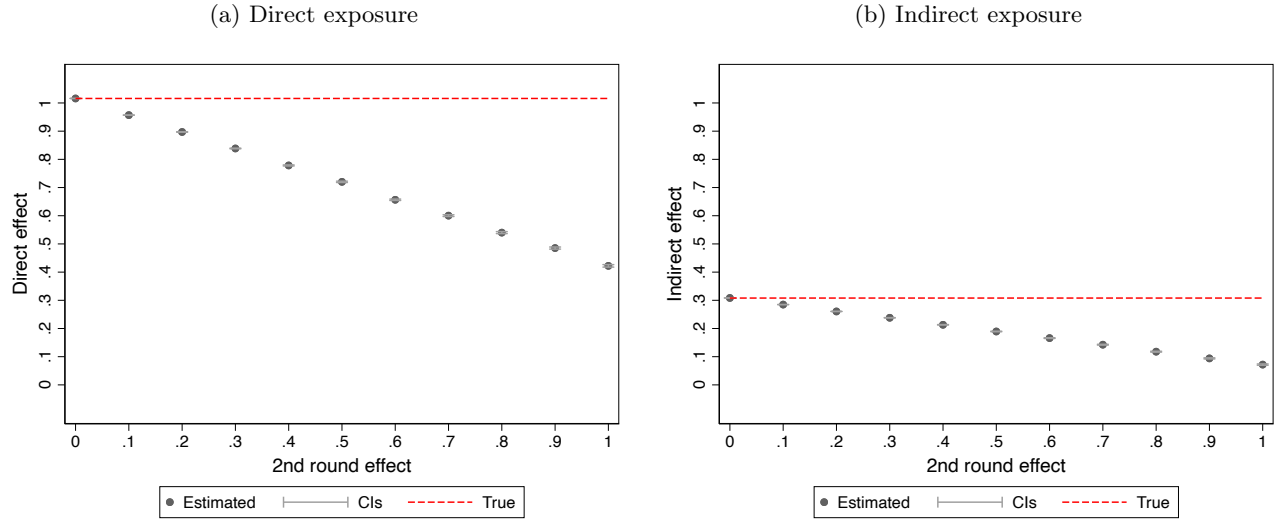 (a) Direct exposure
Direct effect
1
.9
.8
.7
.6
.5
.4
.3
.2
.1
0
0 .1 .2 .3 .4 .5 .6 .7 .8 .9 1
2nd round effect
Estimated CIs True
(b) Indirect exposure
Indirect effect
1
.9
.8
.7
.6
.5
.4
.3
.2
.1
0
0 .1 .2 .3 .4 .5 .6 .7 .8 .9 1
2nd round effect
Estimated CIs True